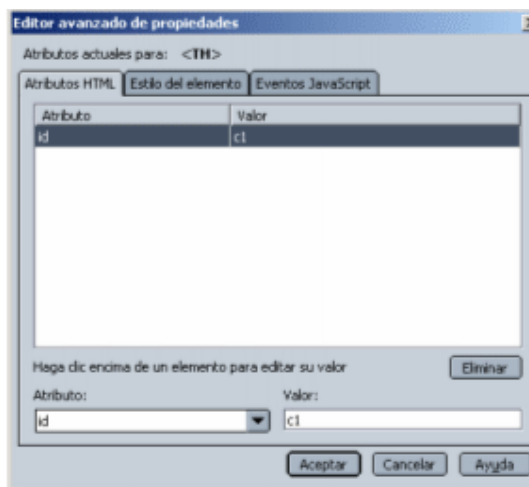 Editor avanzado de propiedades
Atributos actuales para: <TH>
Atributos HTML Estilo del elemento Eventos JavaScript
Atributo Valor
id c1
Haga clic encima de un elemento para editar su valor Eliminar
Atributo: Valor:
id c1
Aceptar Cancelar Ayuda